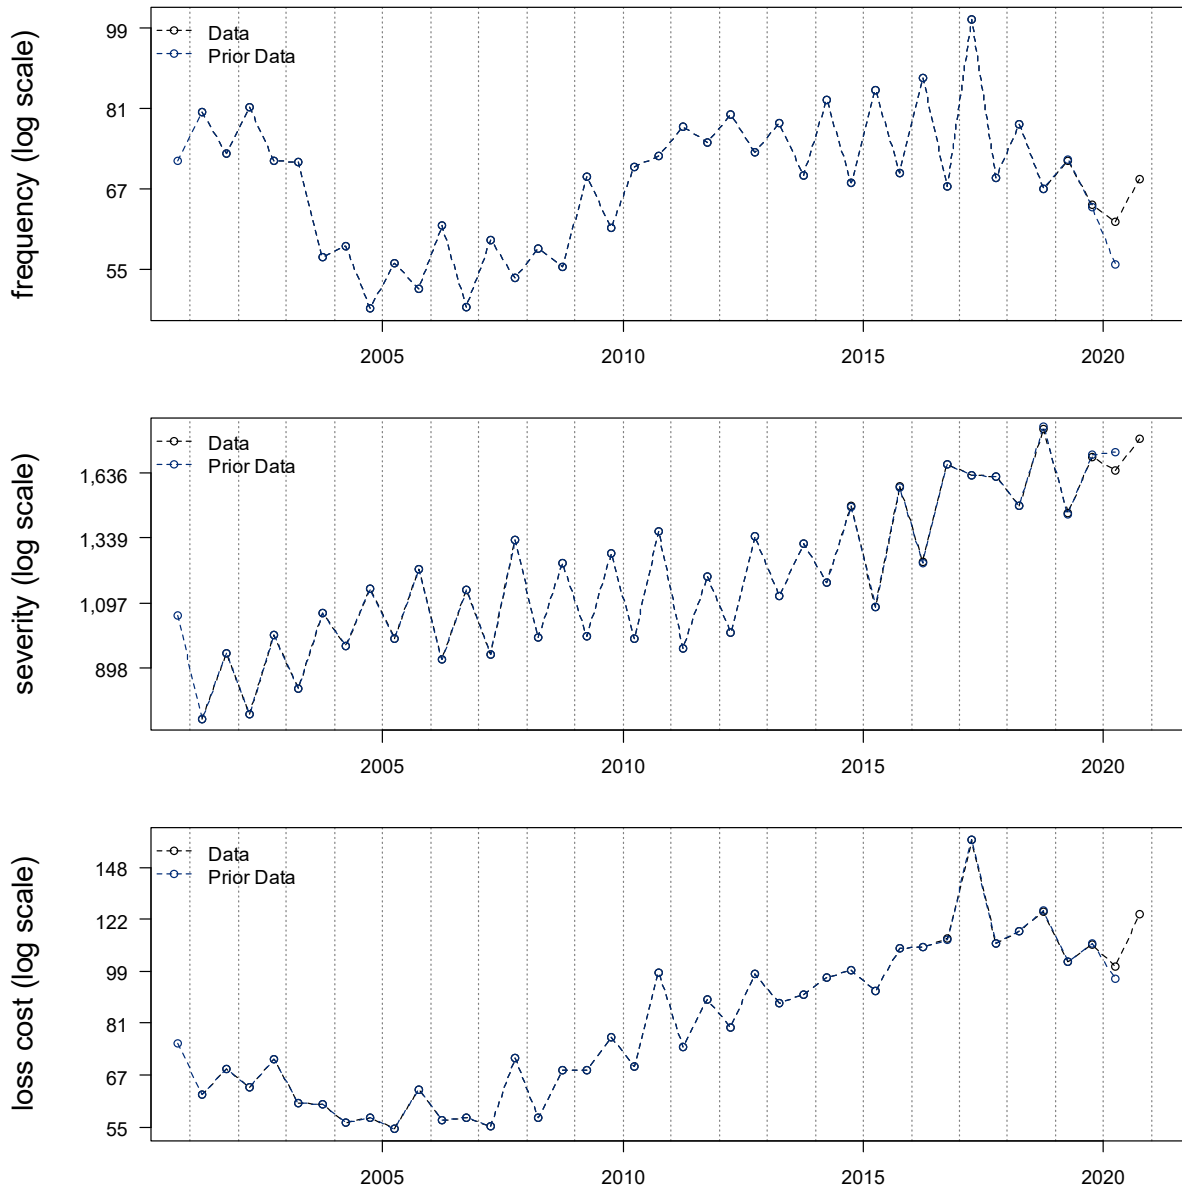 frequency (log scale)
99
81
67
55
Data
Prior Data
2005 2010 2015 2020
severity (log scale)
1,636
1,339
1,097
898
Data
Prior Data
2005 2010 2015 2020
loss cost (log scale)
148
122
99
81
67
55
Data
Prior Data
2005 2010 2015 2020